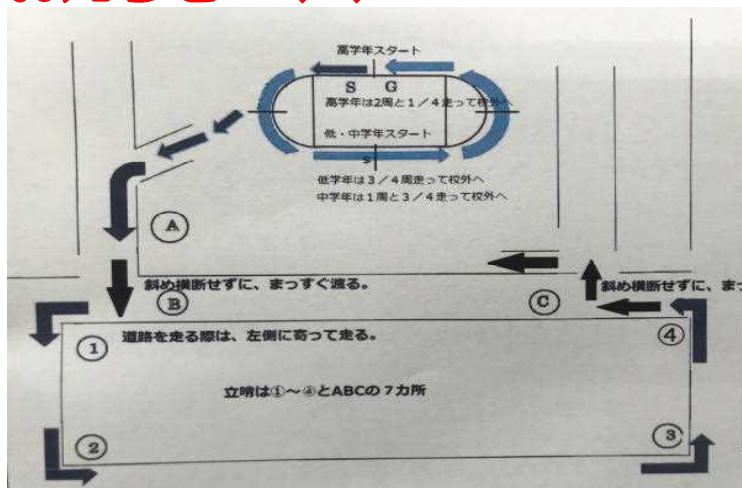 高学年スタート
S G
高学年は2周と1/4走って校外へ
低・中学年スタート
S
低学年は3/4周走って校外へ
中学年は1周と3/4走って校外へ
A
斜め横断せずに、まっすぐ渡る。
斜め横断せずに、まっ
B
C
① 道路を走る際は、左側に寄って走る。
④
立哨は①~④とABCの7カ所
②
③